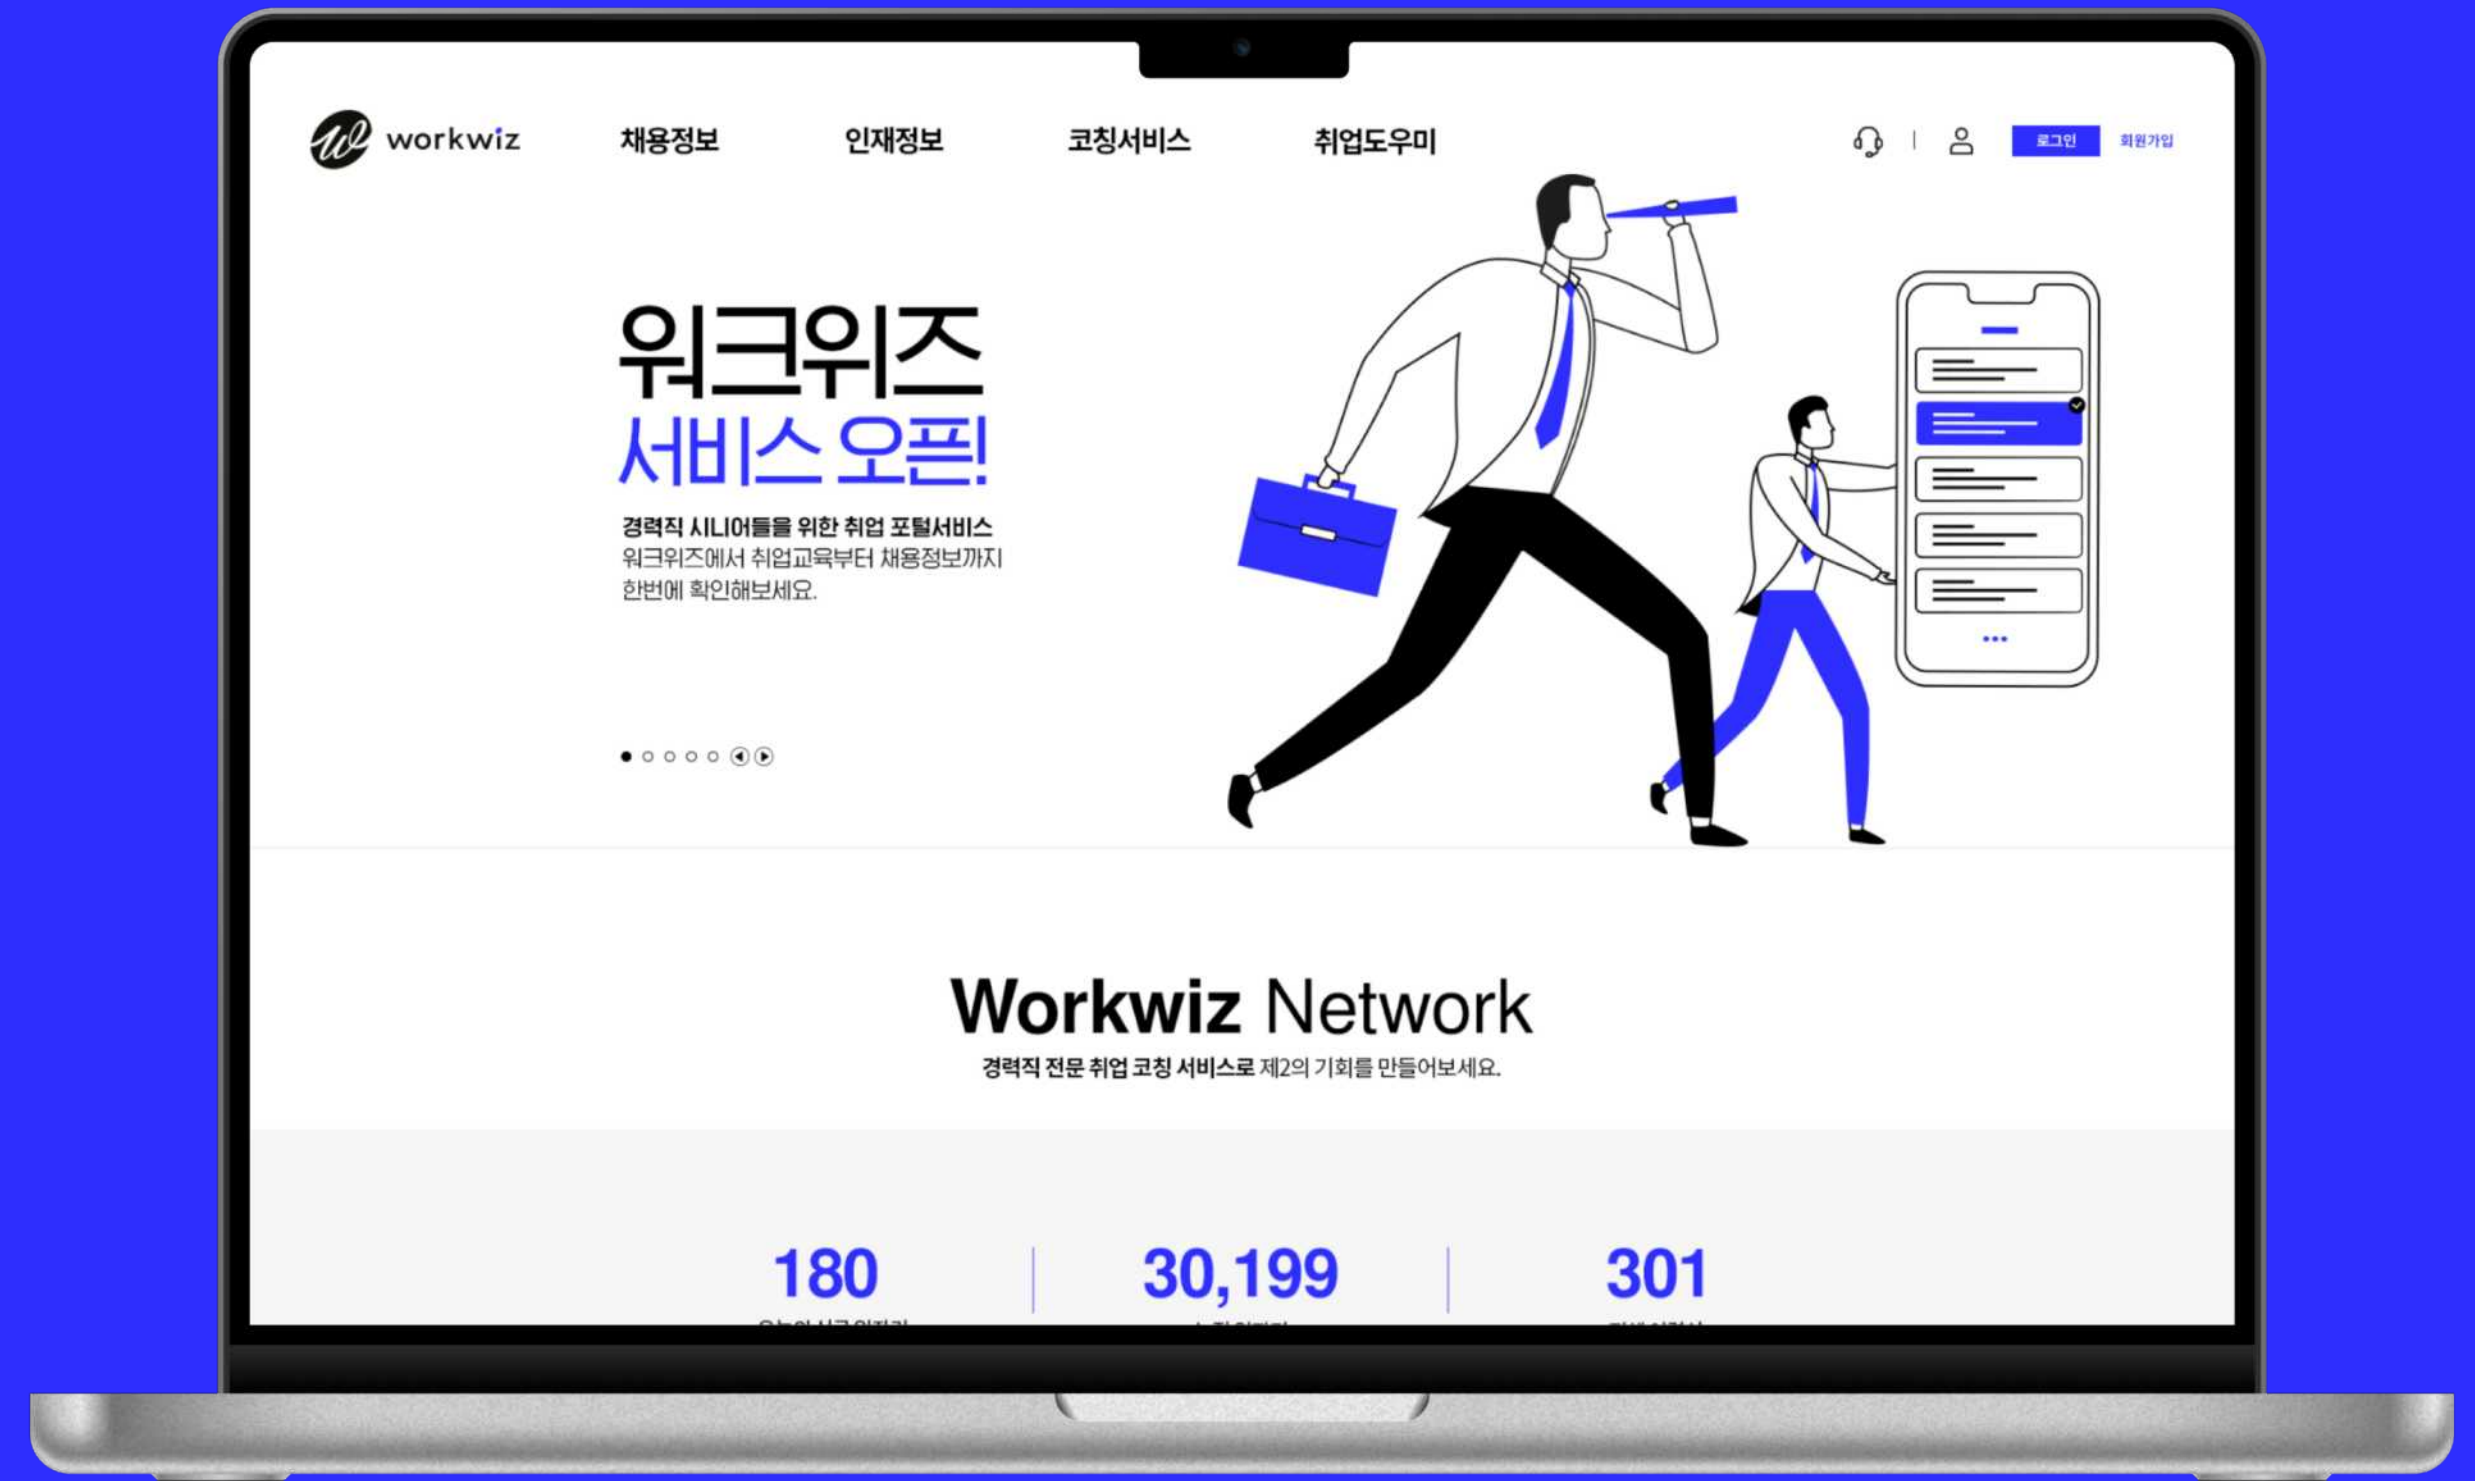 workwiz
채용정보
인재정보
코칭서비스
취업도우미
로그인
회원가입
워크위즈
서비스 오픈!
경력직 시니어들을 위한 취업 포털서비스
워크위즈에서 취업교육부터 채용정보까지
한번에 확인해보세요.
Workwiz Network
경력직 전문 취업 코칭 서비스로 제2의 기회를 만들어보세요.
180
30,199
301